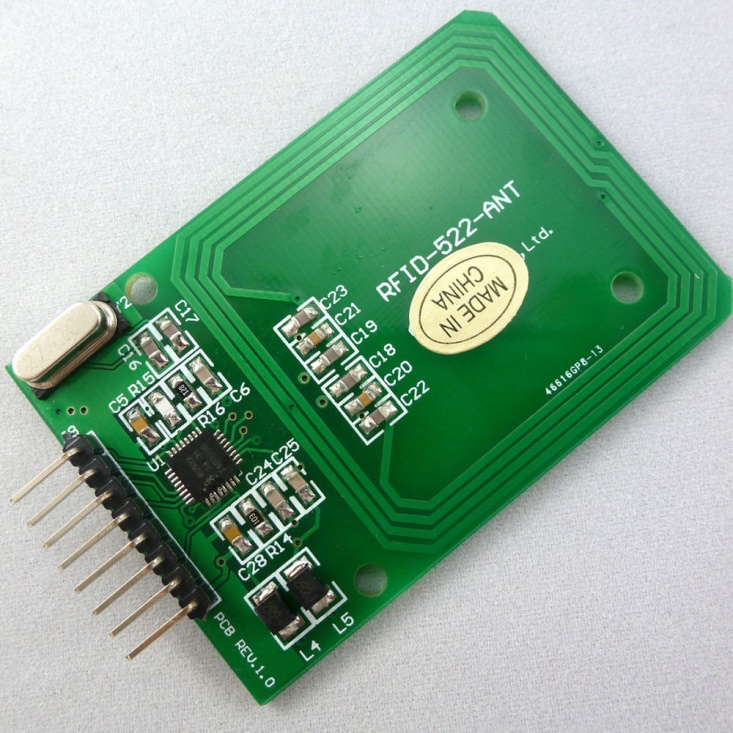 RFID-522-ANT
,Ltd.
MADE IN
CHINA
46616GP8-13
C23
C21
C19
C18
C20
C22
C17
C16
R15
C5
C6
R16
U1
C24
C25
C28
R14
L4
L5
PCB REV.1.0